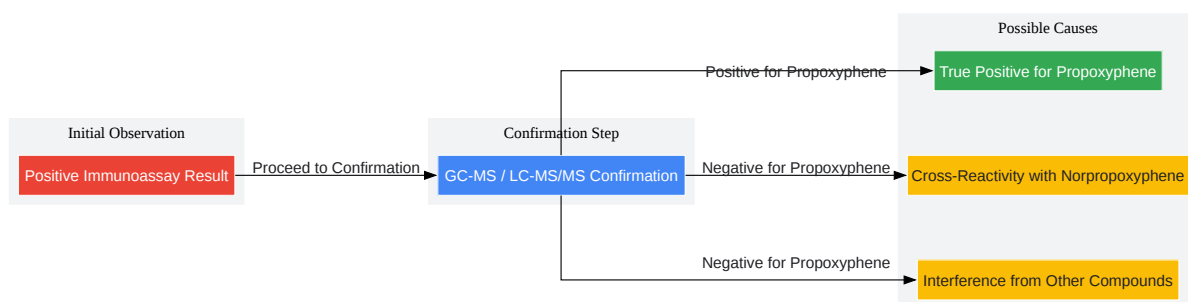 Initial Observation
Positive Immunoassay Result
Proceed to Confirmation
Confirmation Step
GC-MS / LC-MS/MS Confirmation
Positive for Propoxyphene
Negative for Propoxyphene
Negative for Propoxyphene
Possible Causes
True Positive for Propoxyphene
Cross-Reactivity with Norpropoxyphene
Interference from Other Compounds